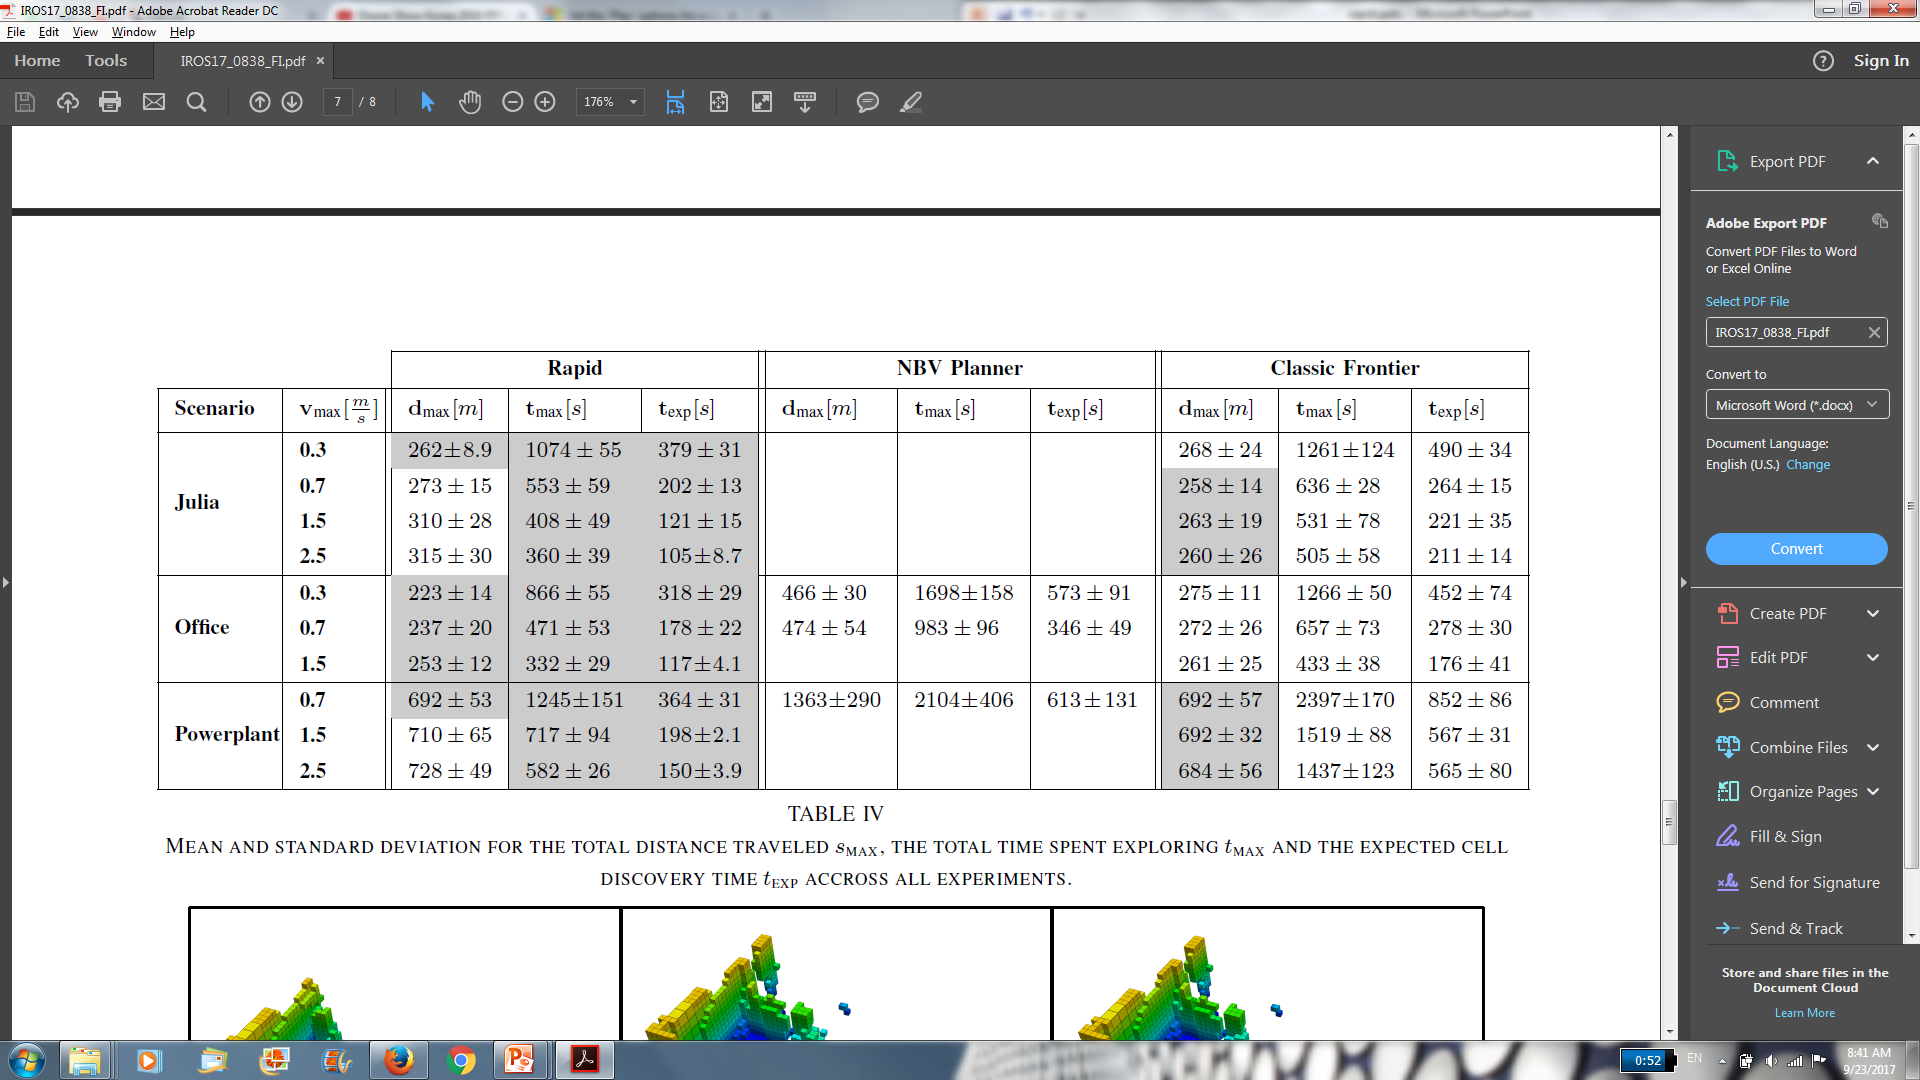 IROS17_0838_FI.pdf - Adobe Acrobat Reader DC
File Edit View Window Help
Home Tools IROS17_0838_FI.pdf × ? Sign In
7 / 8 176%
Rapid NBV Planner Classic Frontier
Scenario vmax[m/s] dmax[m] tmax[s] texp[s] dmax[m] tmax[s] texp[s] dmax[m] tmax[s] texp[s]
Julia
0.3 262±8.9 1074 ± 55 379 ± 31 268 ± 24 1261±124 490 ± 34
0.7 273 ± 15 553 ± 59 202 ± 13 258 ± 14 636 ± 28 264 ± 15
1.5 310 ± 28 408 ± 49 121 ± 15 263 ± 19 531 ± 78 221 ± 35
2.5 315 ± 30 360 ± 39 105±8.7 260 ± 26 505 ± 58 211 ± 14
Office
0.3 223 ± 14 866 ± 55 318 ± 29 466 ± 30 1698±158 573 ± 91 275 ± 11 1266 ± 50 452 ± 74
0.7 237 ± 20 471 ± 53 178 ± 22 474 ± 54 983 ± 96 346 ± 49 272 ± 26 657 ± 73 278 ± 30
1.5 253 ± 12 332 ± 29 117±4.1 261 ± 25 433 ± 38 176 ± 41
Powerplant
0.7 692 ± 53 1245±151 364 ± 31 1363±290 2104±406 613±131 692 ± 57 2397±170 852 ± 86
1.5 710 ± 65 717 ± 94 198±2.1 692 ± 32 1519 ± 88 567 ± 31
2.5 728 ± 49 582 ± 26 150±3.9 684 ± 56 1437±123 565 ± 80
TABLE IV
MEAN AND STANDARD DEVIATION FOR THE TOTAL DISTANCE TRAVELED sMAX, THE TOTAL TIME SPENT EXPLORING tMAX AND THE EXPECTED CELL
DISCOVERY TIME tEXP ACCROSS ALL EXPERIMENTS.
Export PDF
Adobe Export PDF
Convert PDF Files to Word
or Excel Online
Select PDF File
IROS17_0838_FI.pdf
Convert to
Microsoft Word (*.docx)
Document Language:
English (U.S.) Change
Convert
Create PDF
Edit PDF
Comment
Combine Files
Organize Pages
Fill & Sign
Send for Signature
Send & Track
Store and share files in the
Document Cloud
Learn More
0:52 EN 8:41 AM
9/23/2017